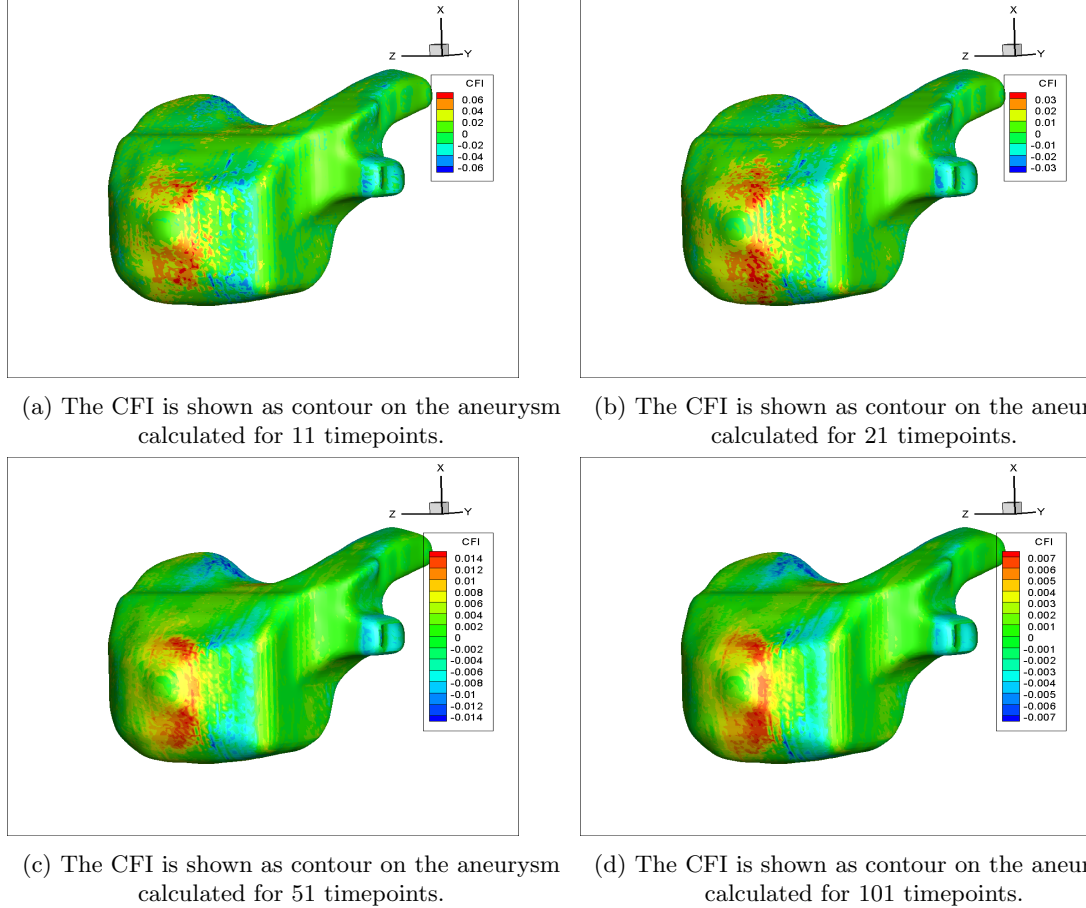 X
Z
Y
CFI
0.06
0.04
0.02
0
-0.02
-0.04
-0.06
X
Z
Y
CFI
0.03
0.02
0.01
0
-0.01
-0.02
-0.03
(a) The CFI is shown as contour on the aneurysm
calculated for 11 timepoints.
(b) The CFI is shown as contour on the aneur
calculated for 21 timepoints.
X
Z
Y
CFI
0.014
0.012
0.01
0.008
0.006
0.004
0.002
0
-0.002
-0.004
-0.006
-0.008
-0.01
-0.012
-0.014
X
Z
Y
CFI
0.007
0.006
0.005
0.004
0.003
0.002
0.001
0
-0.001
-0.002
-0.003
-0.004
-0.005
-0.006
-0.007
(c) The CFI is shown as contour on the aneurysm
calculated for 51 timepoints.
(d) The CFI is shown as contour on the aneur
calculated for 101 timepoints.